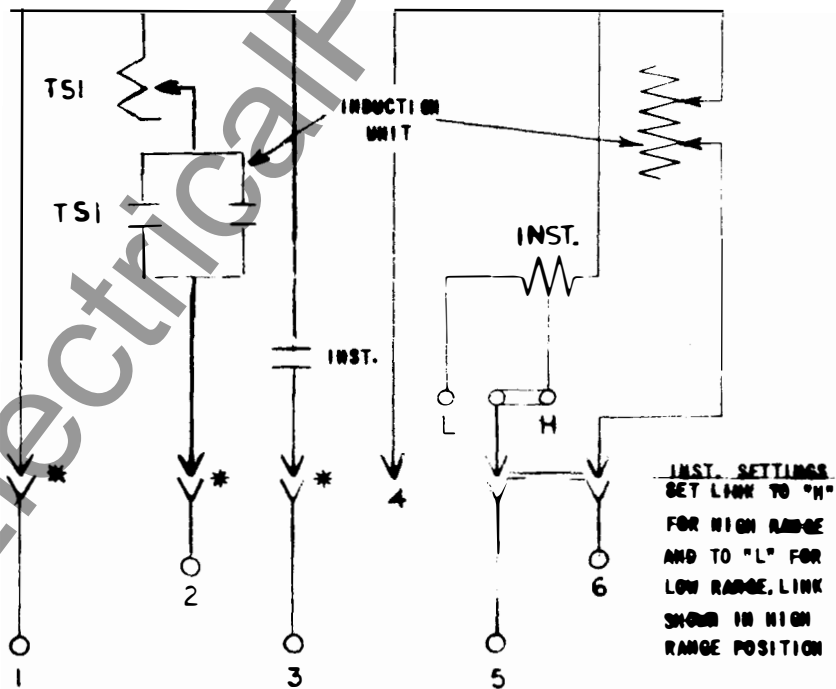 TSI
INDUCTION
UNIT
TSI
INST.
INST.
L
H
*
*
*
4
INST. SETTINGS
SET LINK TO "H"
FOR HIGH RANGE
AND TO "L" FOR
LOW RANGE, LINK
SHOWN IN HIGH
RANGE POSITION
2
6
1
3
5